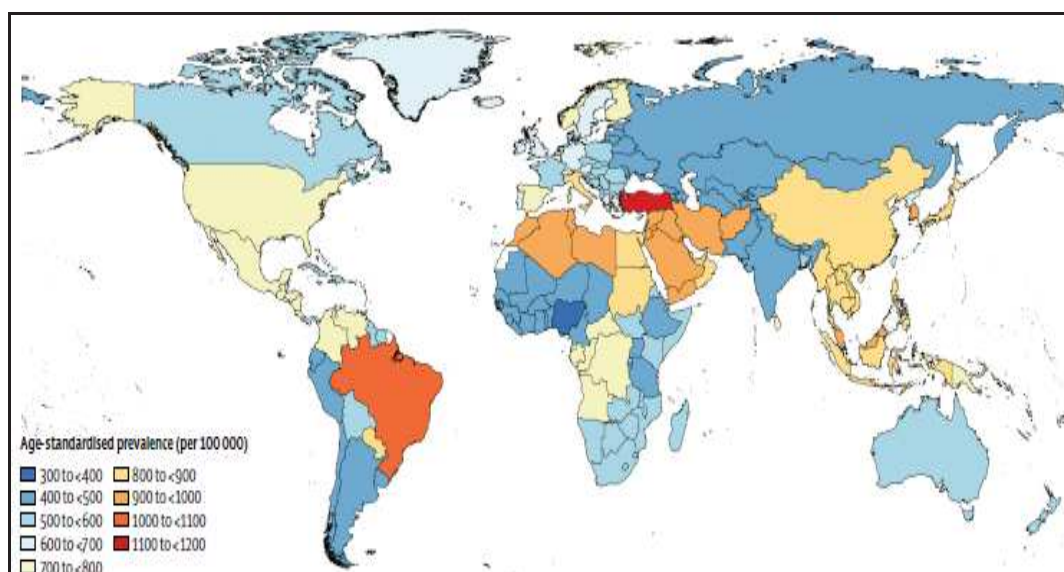 Age-standardised prevalence (per 100 000)
300 to <400
400 to <500
500 to <600
600 to <700
700 to <800
800 to <900
900 to <1000
1000 to <1100
1100 to <1200